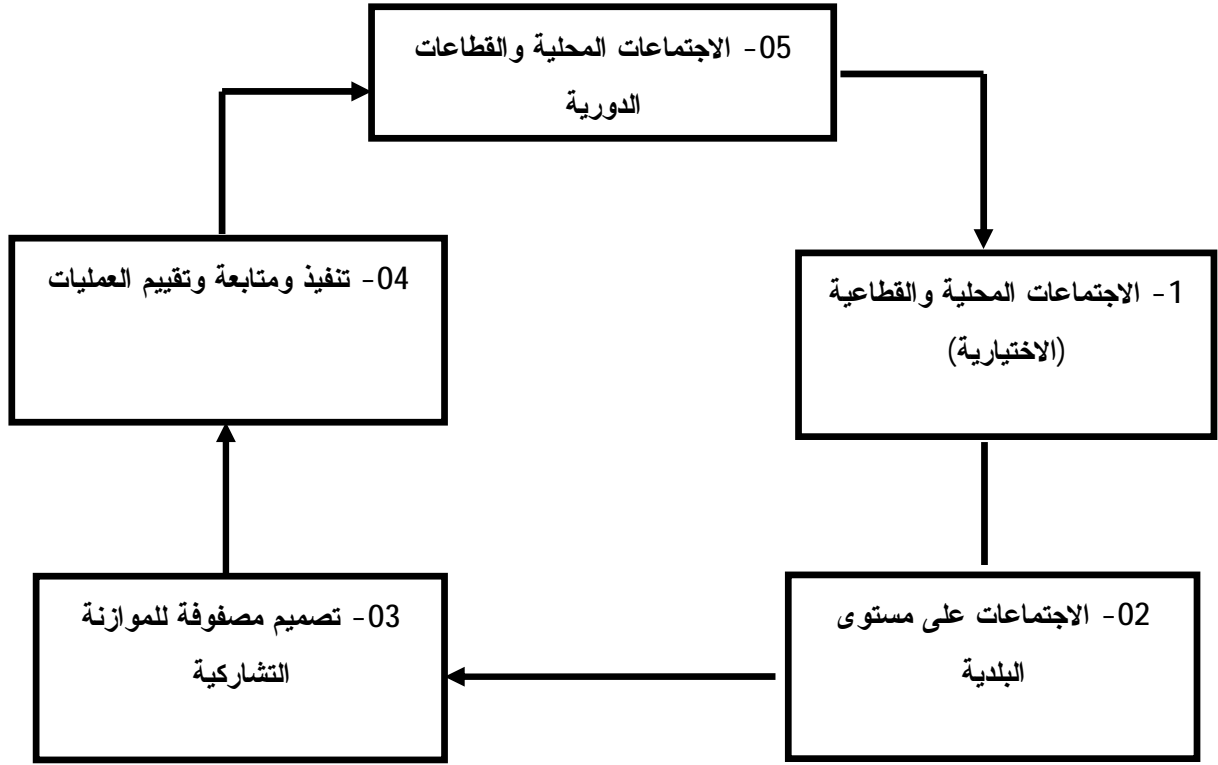 05- الاجتماعات المحلية والقطاعات
الدورية
1- الاجتماعات المحلية والقطاعية
(الاختيارية)
02- الاجتماعات على مستوى
البلدية
03- تصميم مصفوفة للموازنة
التشاركية
04- تنفيذ ومتابعة وتقييم العمليات